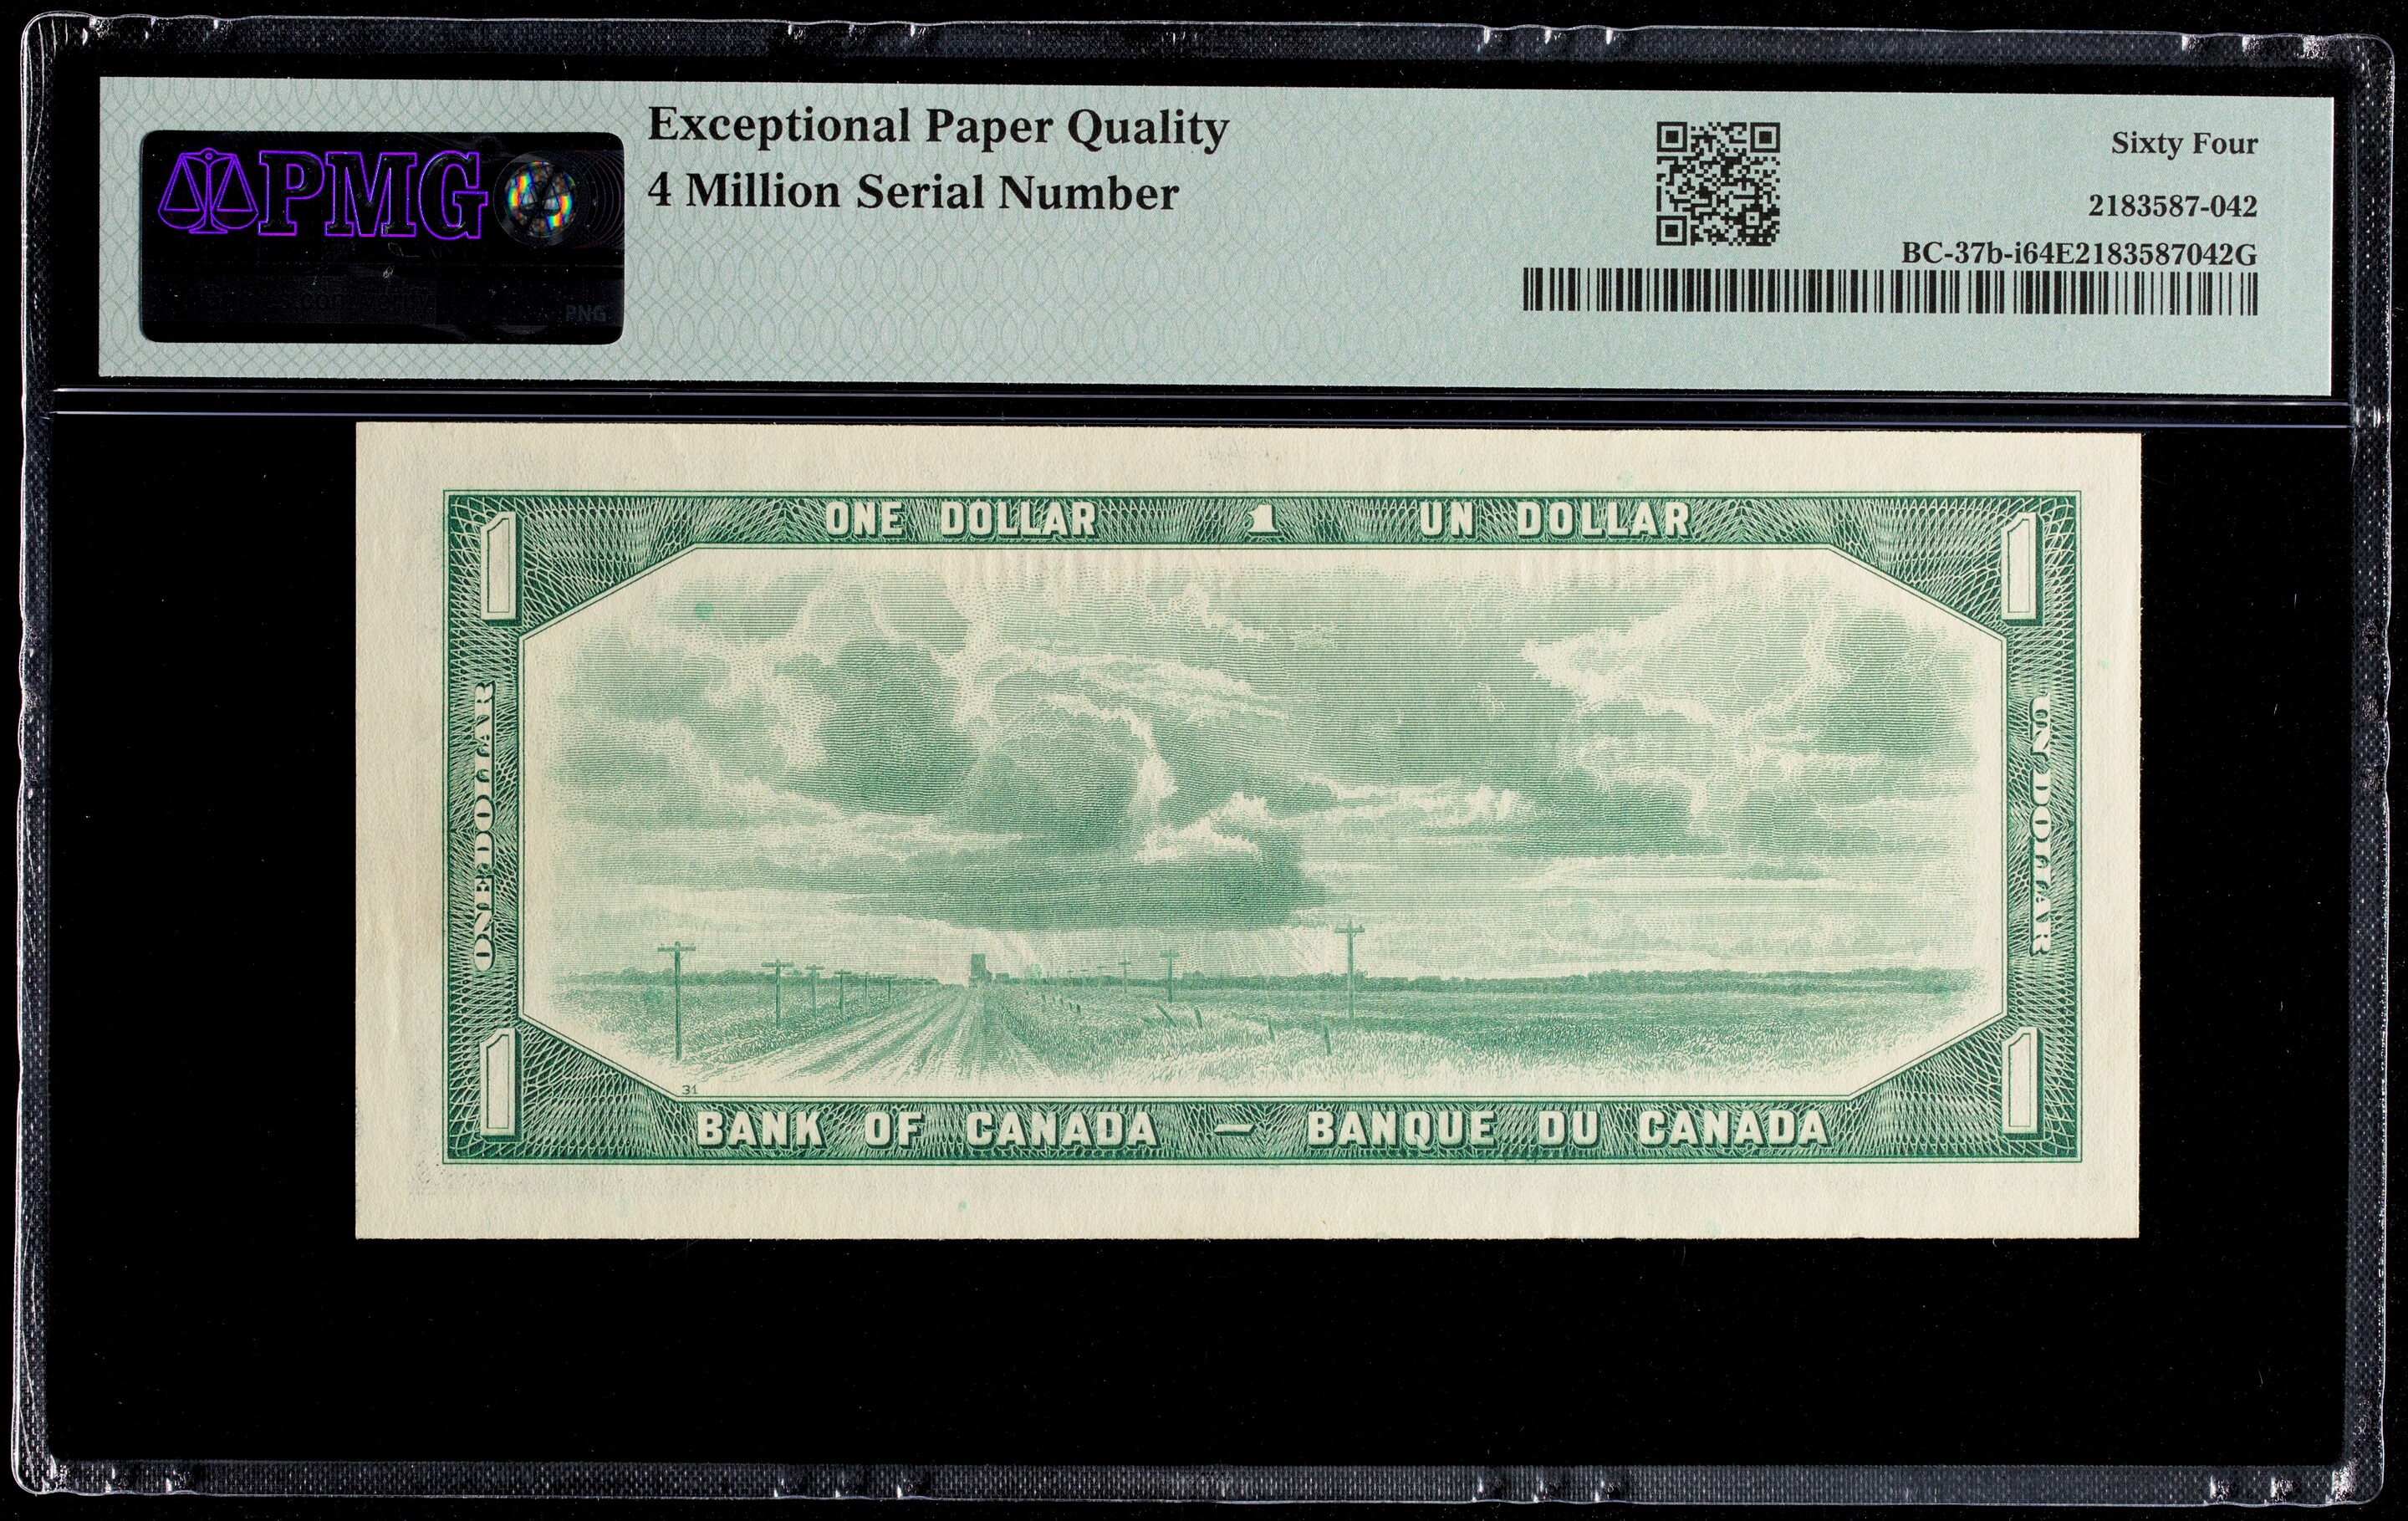 PMG
Exceptional Paper Quality
4 Million Serial Number
Sixty Four
2183587-042
BC-37b-i64E2183587042G
PNG
ONE DOLLAR 1 UN DOLLAR
1
1
ONE DOLLAR
UN DOLLAR
1
1
31
BANK OF CANADA — BANQUE DU CANADA